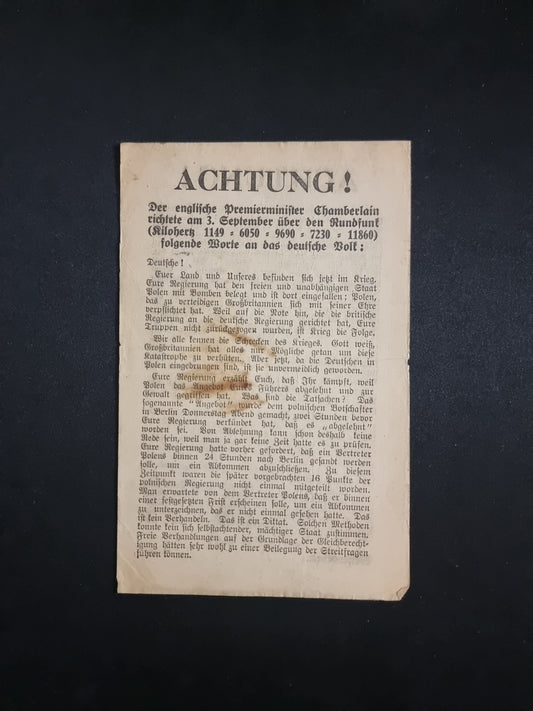 ACHTUNG!
Der englische Premierminister Chamberlain
richtete am 3. September über den Rundfunk
(Kilohertz 1149 - 6050 - 9690 - 7230 - 11860)
folgende Worte an das deutsche Volk:
Deutsche!
Euer Land und Unseres befinden sich jetzt im Krieg.
Eure Regierung hat den freien und unabhängigen Staat
Polen mit Bomben belegt und ist dort eingefallen; Polen,
das zu verteidigen Großbritannien sich mit seiner Ehre
verpflichtet hat. Weil auf die Note hin, die die britische
Regierung an die deutsche Regierung gerichtet hat, Eure
Truppen nicht zurückgezogen wurden, ist Krieg die Folge.
Wir alle kennen die Schrecken des Krieges. Gott weiß,
Großbritannien hat alles nur Mögliche getan um diese
Katastrophe zu verhüten. Aber jetzt, da die Deutschen in
Polen eingedrungen sind, ist sie unvermeidlich geworden.
Eure Regierung erzählt Euch, daß Ihr kämpft, weil
Polen das Angebot Eures Führers abgelehnt und zur
Gewalt gegriffen hat. Was sind die Tatsachen? Das
sogenannte "Angebot" wurde dem polnischen Botschafter
in Berlin Donnerstag Abend gemacht, zwei Stunden bevor
Eure Regierung verkündet hat, daß es „abgelehnt"
worden sei. Von Ablehnung kann schon deshalb keine
Rede sein, weil man ja gar keine Zeit hatte es zu prüfen.
Eure Regierung hatte vorher gefordert, daß ein Vertreter
Polens binnen 24 Stunden nach Berlin gesandt werden
solle, um ein Abkommen abzuschließen. Zu diesem
Zeitpunkt waren die später vorgebrachten 16 Punkte der
polnischen Regierung nicht einmal mitgeteilt worden.
Man erwartete von dem Vertreter Polens, daß er binnen
einer festgesetzten Frist erscheinen solle, um ein Abkommen
zu unterzeichnen, das er nicht einmal gesehen hatte. Das
ist kein Verhandeln. Das ist ein Diktat. Solchen Methoden
konnte kein sich selbstachtender, mächtiger Staat zustimmen.
Freie Verhandlungen auf der Grundlage der Gleichberech-
tigung hätten sehr wohl zu einer Beilegung der Streitfragen
führen können.